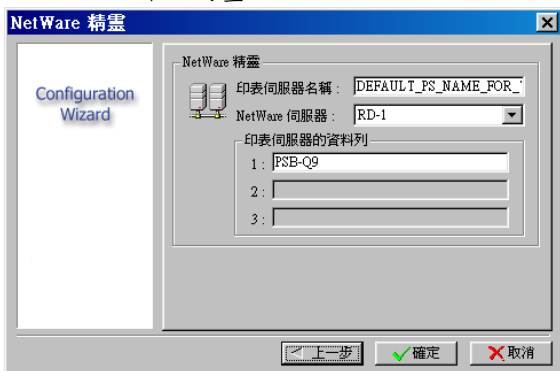 NetWare 精靈
Configuration
Wizard
NetWare 精靈
印表伺服器名稱: DEFAULT_PS_NAME_FOR_
NetWare 伺服器: RD-1
印表伺服器的資料列
1: PSB-Q9
2:
3:
< 上一步
確定
取消